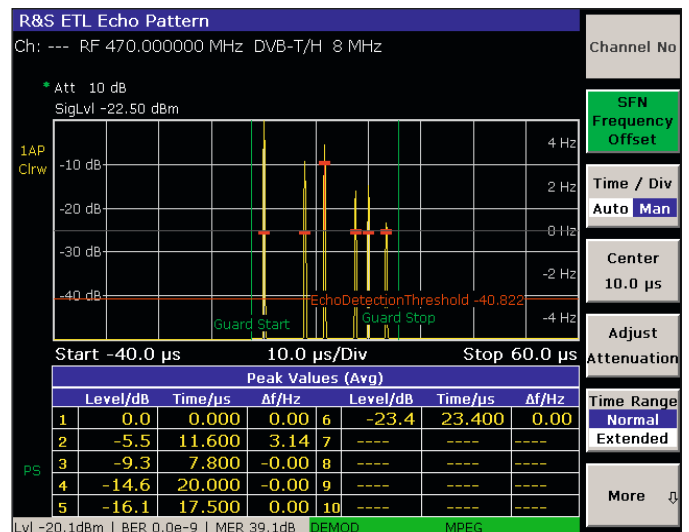 R&S ETL Echo Pattern
Ch: --- RF 470.000000 MHz DVB-T/H 8 MHz
* Att 10 dB
SigLvl -22.50 dBm
1AP
Clrw
-10 dB
-20 dB
-30 dB
-40 dB
4 Hz
2 Hz
0 Hz
-2 Hz
-4 Hz
EchoDetectionThreshold -40.822
Guard Start
Guard Stop
Start -40.0 µs 10.0 µs/Div Stop 60.0 µs
Peak Values (Avg)
Level/dB Time/µs Δf/Hz Level/dB Time/µs Δf/Hz
1 0.0 0.000 0.00 6 -23.4 23.400 0.00
2 -5.5 11.600 3.14 7 ---- ---- ----
3 -9.3 7.800 -0.00 8 ---- ---- ----
4 -14.6 20.000 -0.00 9 ---- ---- ----
5 -16.1 17.500 0.00 10 ---- ---- ----
PS
Lvl -20.1dBm | BER 0.0e-9 | MER 39.1dB DEMOD MPEG
Channel No
SFN
Frequency
Offset
Time / Div
Auto Man
Center
10.0 µs
Adjust
Attenuation
Time Range
Normal
Extended
More ⇩